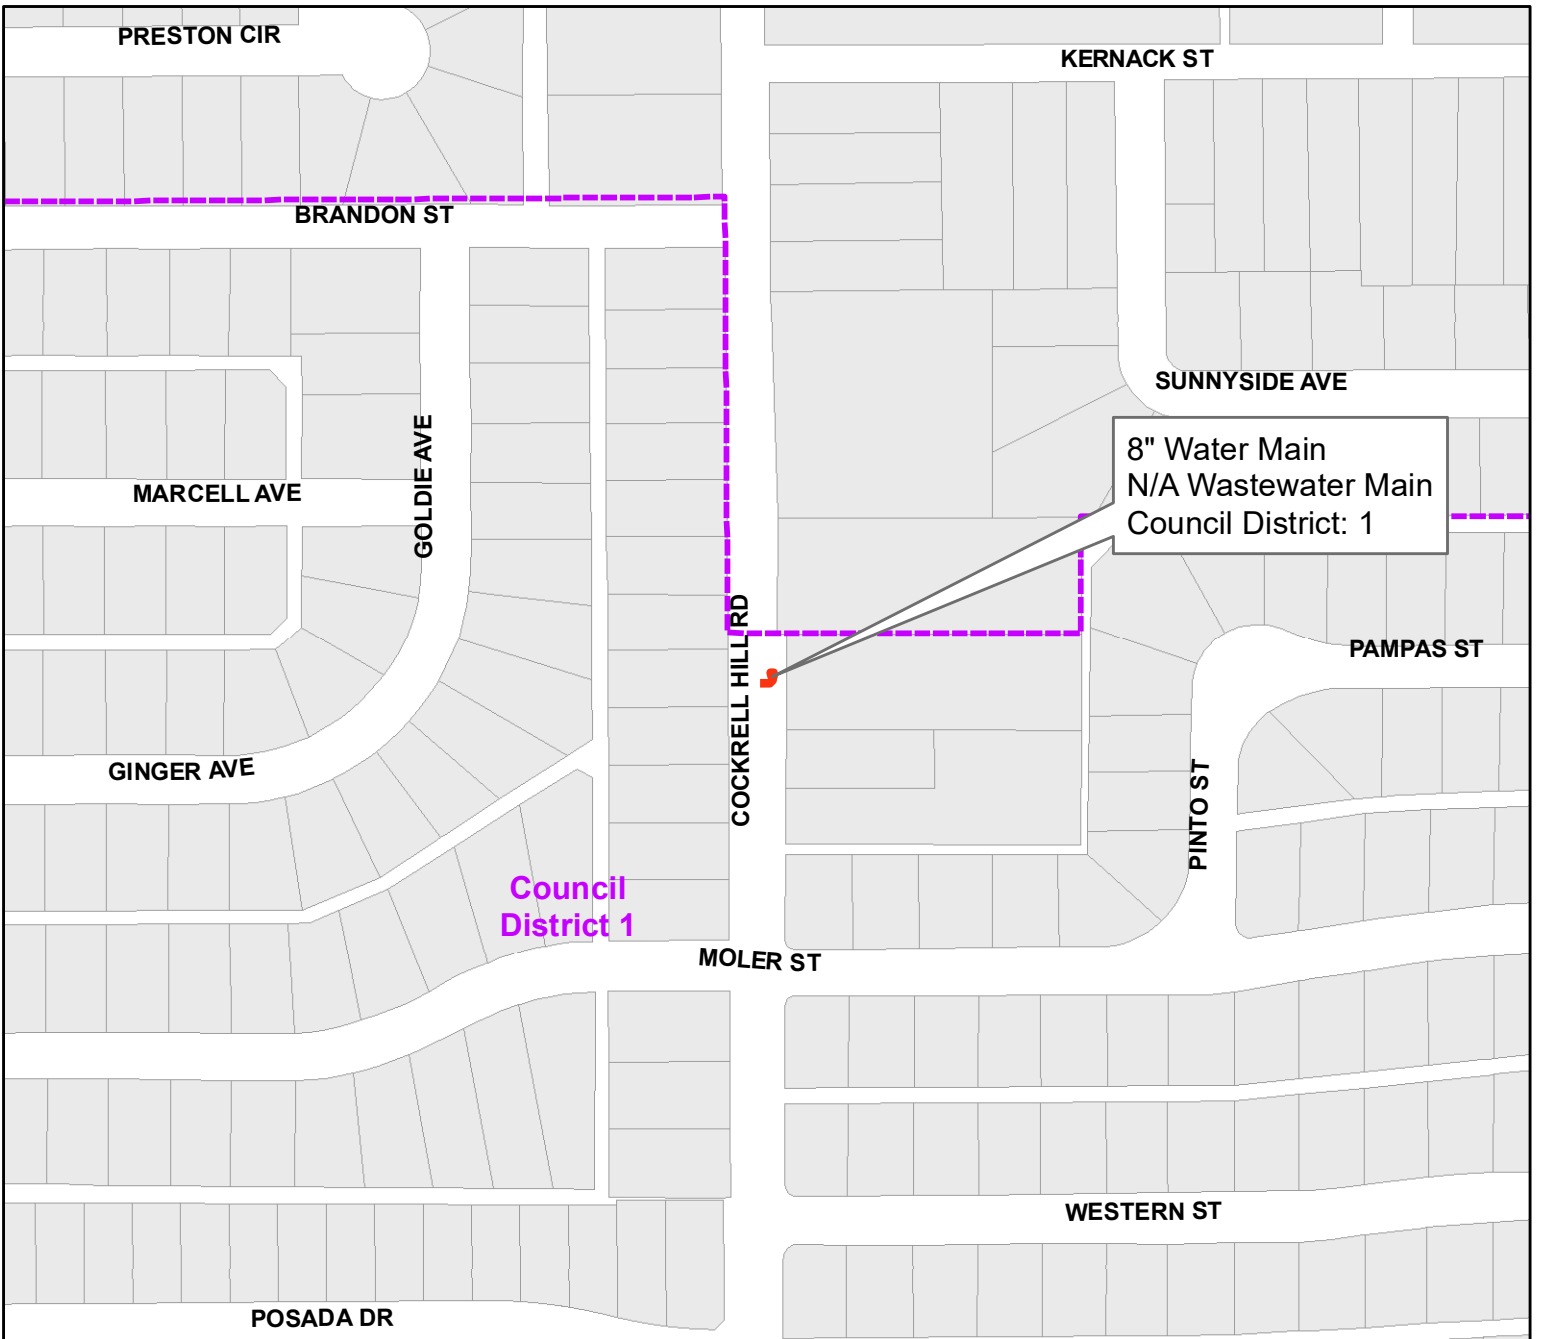 PRESTON CIR
KERNACK ST
BRANDON ST
SUNNYSIDE AVE
GOLDIE AVE
8" Water Main
N/A Wastewater Main
Council District: 1
MARCELL AVE
COCKRELL HILL RD
PAMPAS ST
GINGER AVE
PINTO ST
Council
District 1
MOLER ST
WESTERN ST
POSADA DR